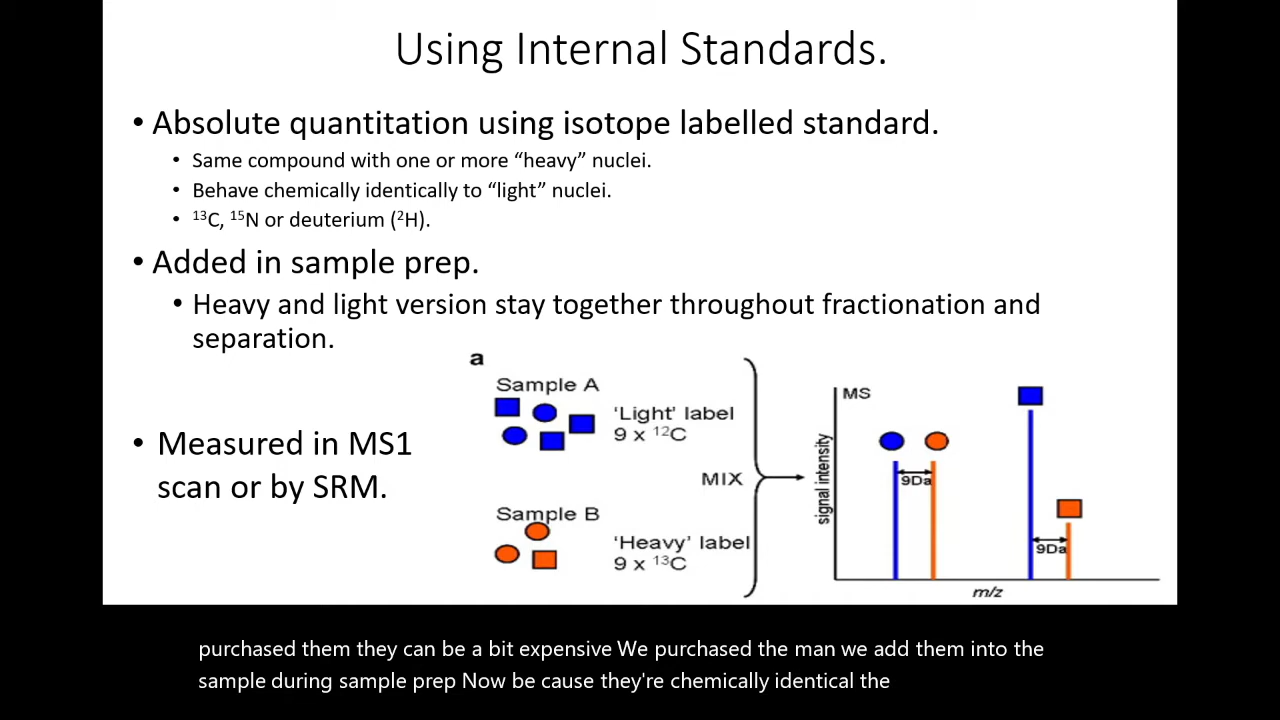 Using Internal Standards.
• Absolute quantitation using isotope labelled standard.
• Same compound with one or more “heavy” nuclei.
• Behave chemically identically to “light” nuclei.
• ¹³C, ¹⁵N or deuterium (²H).
• Added in sample prep.
• Heavy and light version stay together throughout fractionation and
separation.
• Measured in MS1
scan or by SRM.
a
Sample A
‘Light’ label
9 x ¹²C
MIX
Sample B
‘Heavy’ label
9 x ¹³C
MS
signal intensity
9Da
9Da
m/z
purchased them they can be a bit expensive We purchased the man we add them into the
sample during sample prep Now be cause they're chemically identical the